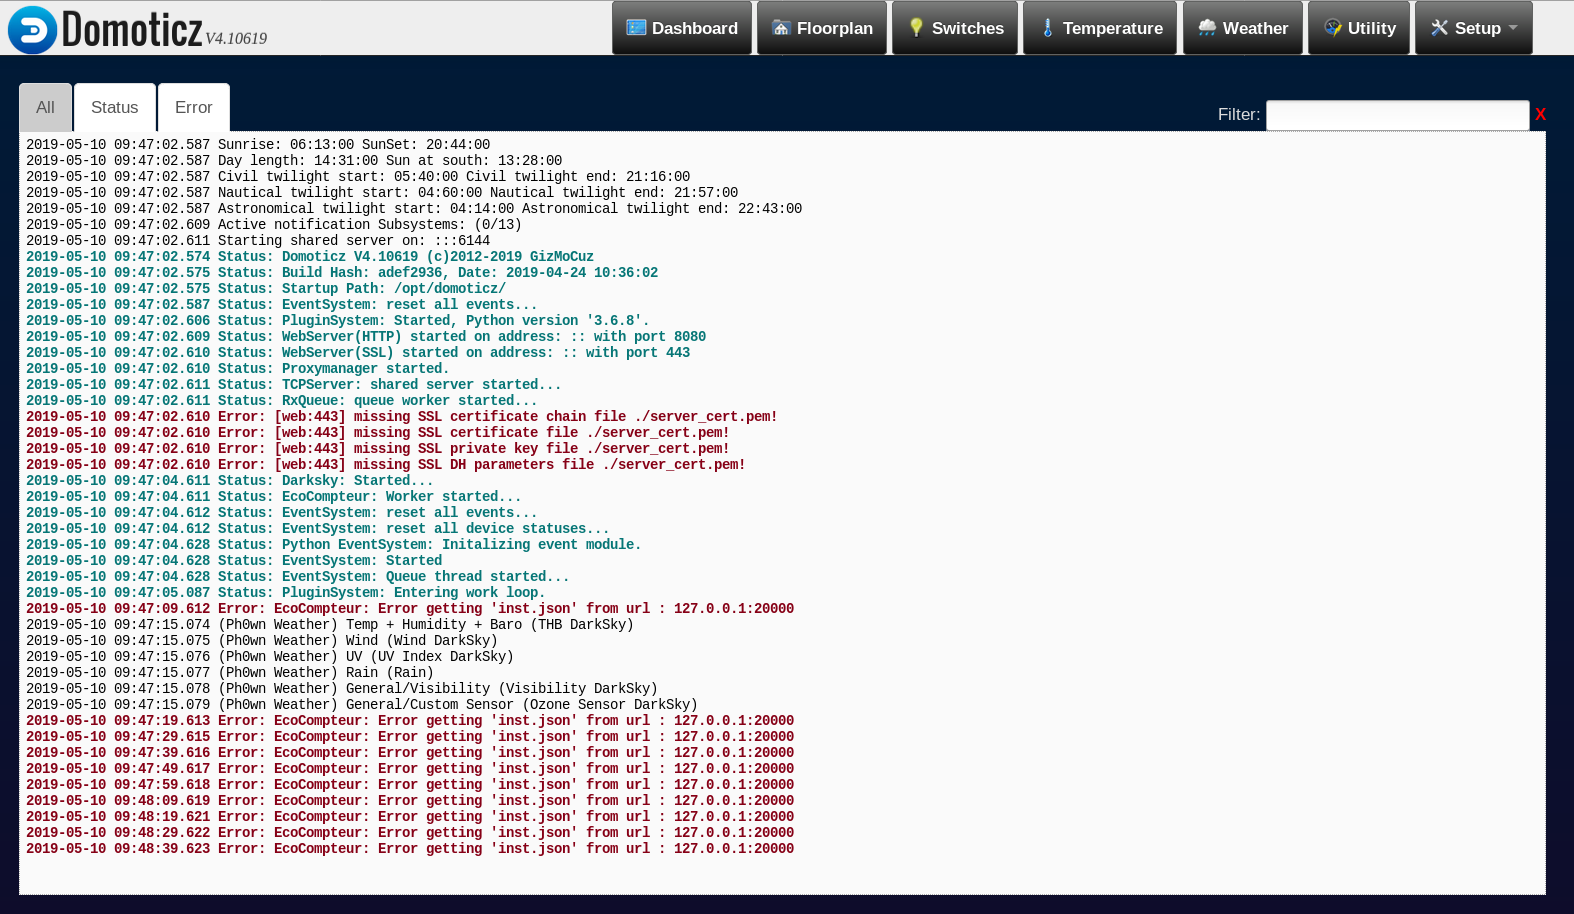 Domoticz V4.10619
Dashboard Floorplan Switches Temperature Weather Utility Setup
All Status Error
Filter: X
2019-05-10 09:47:02.587 Sunrise: 06:13:00 SunSet: 20:44:00
2019-05-10 09:47:02.587 Day length: 14:31:00 Sun at south: 13:28:00
2019-05-10 09:47:02.587 Civil twilight start: 05:40:00 Civil twilight end: 21:16:00
2019-05-10 09:47:02.587 Nautical twilight start: 04:60:00 Nautical twilight end: 21:57:00
2019-05-10 09:47:02.587 Astronomical twilight start: 04:14:00 Astronomical twilight end: 22:43:00
2019-05-10 09:47:02.609 Active notification Subsystems: (0/13)
2019-05-10 09:47:02.611 Starting shared server on: :::6144
2019-05-10 09:47:02.574 Status: Domoticz V4.10619 (c)2012-2019 GizMoCuz
2019-05-10 09:47:02.575 Status: Build Hash: adef2936, Date: 2019-04-24 10:36:02
2019-05-10 09:47:02.575 Status: Startup Path: /opt/domoticz/
2019-05-10 09:47:02.587 Status: EventSystem: reset all events...
2019-05-10 09:47:02.606 Status: PluginSystem: Started, Python version '3.6.8'.
2019-05-10 09:47:02.609 Status: WebServer(HTTP) started on address: :: with port 8080
2019-05-10 09:47:02.610 Status: WebServer(SSL) started on address: :: with port 443
2019-05-10 09:47:02.610 Status: Proxymanager started.
2019-05-10 09:47:02.611 Status: TCPServer: shared server started...
2019-05-10 09:47:02.611 Status: RxQueue: queue worker started...
2019-05-10 09:47:02.610 Error: [web:443] missing SSL certificate chain file ./server_cert.pem!
2019-05-10 09:47:02.610 Error: [web:443] missing SSL certificate file ./server_cert.pem!
2019-05-10 09:47:02.610 Error: [web:443] missing SSL private key file ./server_cert.pem!
2019-05-10 09:47:02.610 Error: [web:443] missing SSL DH parameters file ./server_cert.pem!
2019-05-10 09:47:04.611 Status: Darksky: Started...
2019-05-10 09:47:04.611 Status: EcoCompteur: Worker started...
2019-05-10 09:47:04.612 Status: EventSystem: reset all events...
2019-05-10 09:47:04.612 Status: EventSystem: reset all device statuses...
2019-05-10 09:47:04.628 Status: Python EventSystem: Initalizing event module.
2019-05-10 09:47:04.628 Status: EventSystem: Started
2019-05-10 09:47:04.628 Status: EventSystem: Queue thread started...
2019-05-10 09:47:05.087 Status: PluginSystem: Entering work loop.
2019-05-10 09:47:09.612 Error: EcoCompteur: Error getting 'inst.json' from url : 127.0.0.1:20000
2019-05-10 09:47:15.074 (Ph0wn Weather) Temp + Humidity + Baro (THB DarkSky)
2019-05-10 09:47:15.075 (Ph0wn Weather) Wind (Wind DarkSky)
2019-05-10 09:47:15.076 (Ph0wn Weather) UV (UV Index DarkSky)
2019-05-10 09:47:15.077 (Ph0wn Weather) Rain (Rain)
2019-05-10 09:47:15.078 (Ph0wn Weather) General/Visibility (Visibility DarkSky)
2019-05-10 09:47:15.079 (Ph0wn Weather) General/Custom Sensor (Ozone Sensor DarkSky)
2019-05-10 09:47:19.613 Error: EcoCompteur: Error getting 'inst.json' from url : 127.0.0.1:20000
2019-05-10 09:47:29.615 Error: EcoCompteur: Error getting 'inst.json' from url : 127.0.0.1:20000
2019-05-10 09:47:39.616 Error: EcoCompteur: Error getting 'inst.json' from url : 127.0.0.1:20000
2019-05-10 09:47:49.617 Error: EcoCompteur: Error getting 'inst.json' from url : 127.0.0.1:20000
2019-05-10 09:47:59.618 Error: EcoCompteur: Error getting 'inst.json' from url : 127.0.0.1:20000
2019-05-10 09:48:09.619 Error: EcoCompteur: Error getting 'inst.json' from url : 127.0.0.1:20000
2019-05-10 09:48:19.621 Error: EcoCompteur: Error getting 'inst.json' from url : 127.0.0.1:20000
2019-05-10 09:48:29.622 Error: EcoCompteur: Error getting 'inst.json' from url : 127.0.0.1:20000
2019-05-10 09:48:39.623 Error: EcoCompteur: Error getting 'inst.json' from url : 127.0.0.1:20000